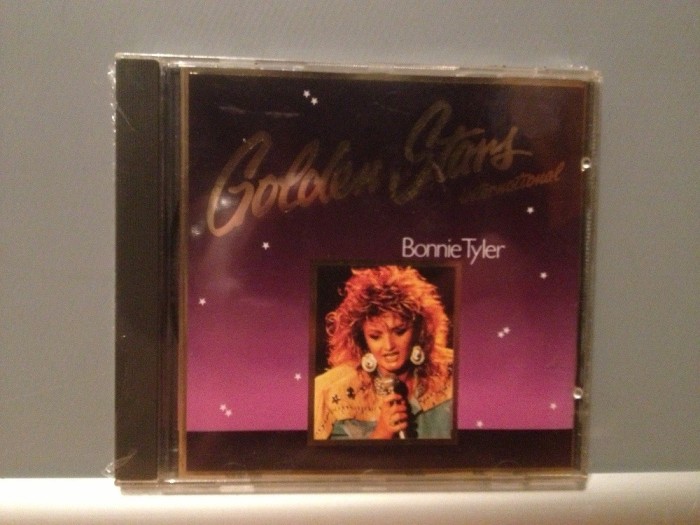 Golden Stars
international
Bonnie Tyler